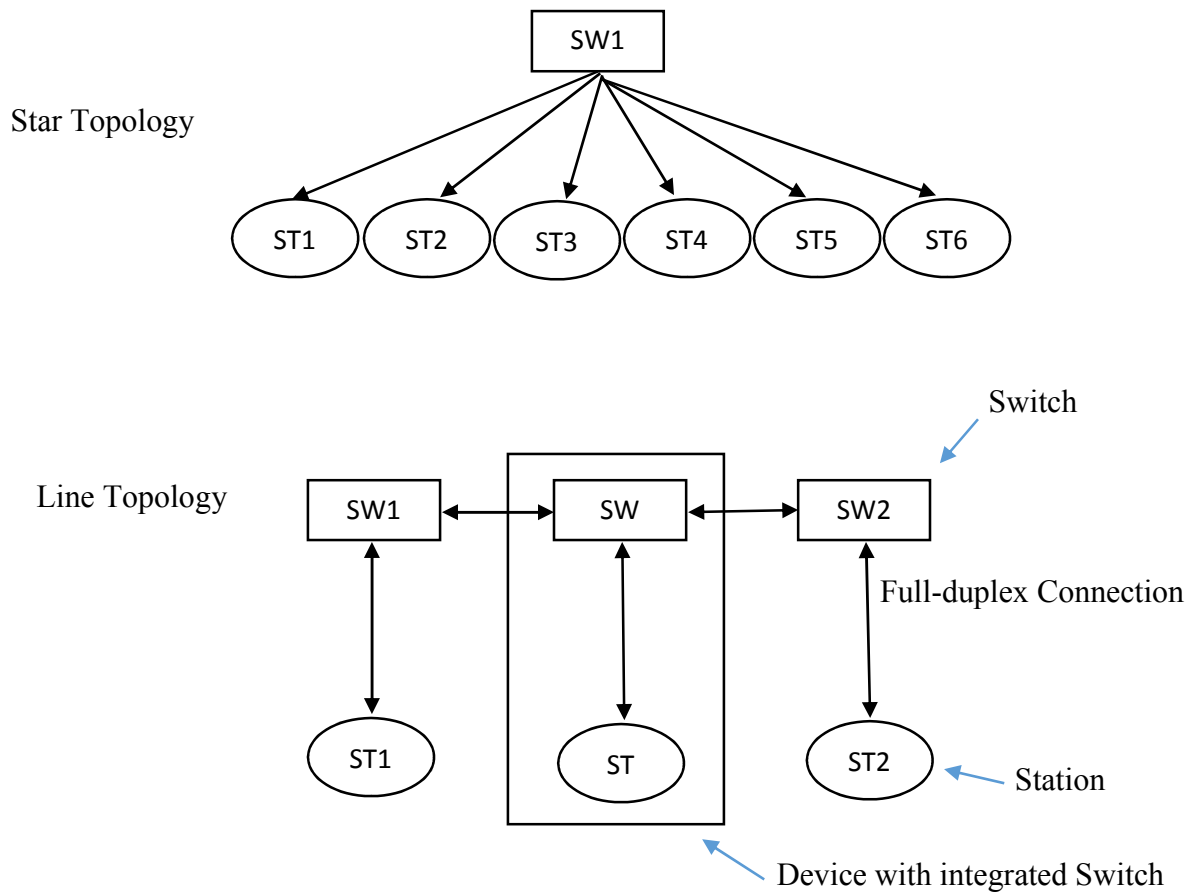 SW1
Star Topology
ST1 ST2 ST3 ST4 ST5 ST6
Switch
Line Topology
SW1 SW SW2
Full-duplex Connection
ST1 ST ST2
Station
Device with integrated Switch